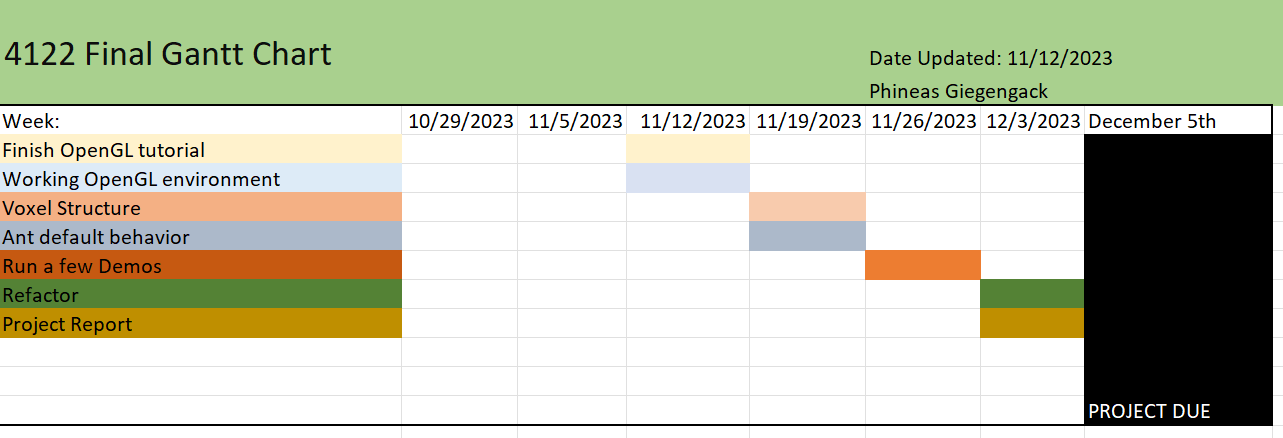 4122 Final Gantt Chart
Date Updated: 11/12/2023
Phineas Giegengack
Week: 10/29/2023 11/5/2023 11/12/2023 11/19/2023 11/26/2023 12/3/2023 December 5th
Finish OpenGL tutorial
Working OpenGL environment
Voxel Structure
Ant default behavior
Run a few Demos
Refactor
Project Report
PROJECT DUE